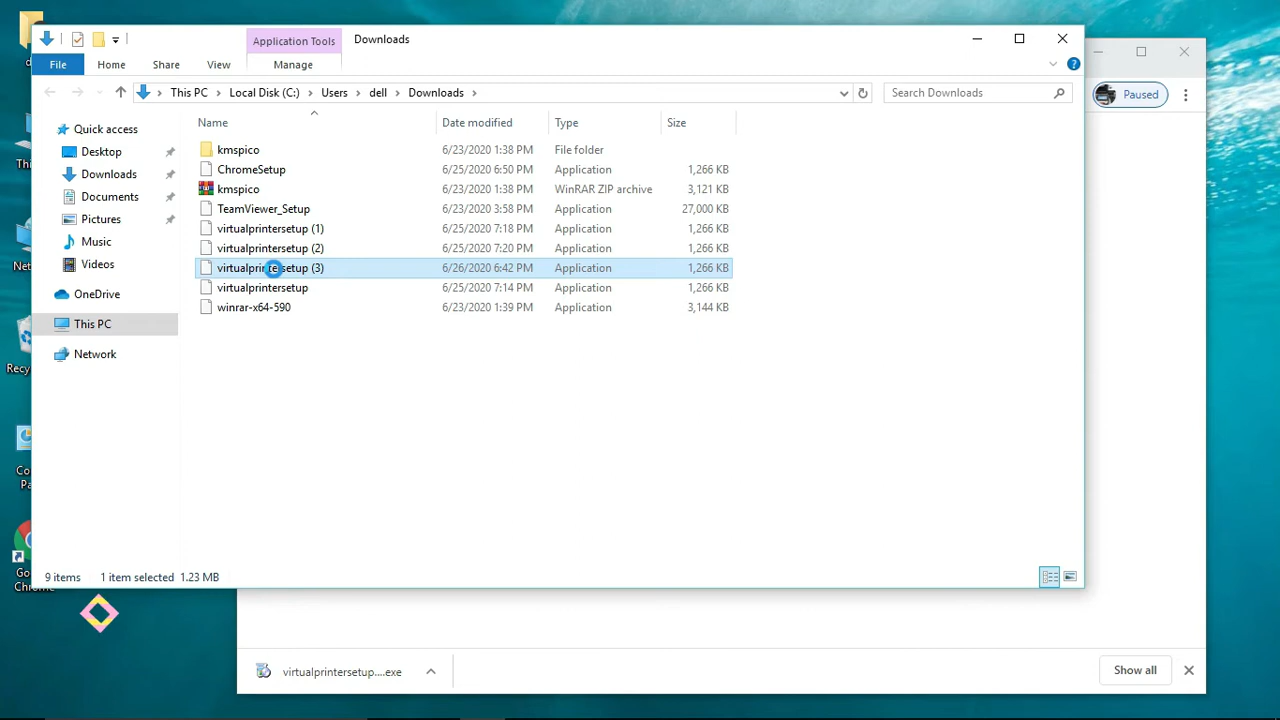 Application Tools
Downloads
File
Home
Share
View
Manage
This PC
Local Disk (C:)
Users
dell
Downloads
Search Downloads
Paused
Name
Date modified
Type
Size
Quick access
Desktop
Downloads
Documents
Pictures
Music
Videos
OneDrive
This PC
Network
kmspico 6/23/2020 1:38 PM File folder
ChromeSetup 6/25/2020 6:50 PM Application 1,266 KB
kmspico 6/23/2020 1:38 PM WinRAR ZIP archive 3,121 KB
TeamViewer_Setup 6/23/2020 3:58 PM Application 27,000 KB
virtualprintersetup (1) 6/25/2020 7:18 PM Application 1,266 KB
virtualprintersetup (2) 6/25/2020 7:20 PM Application 1,266 KB
virtualprintersetup (3) 6/26/2020 6:42 PM Application 1,266 KB
virtualprintersetup 6/25/2020 7:14 PM Application 1,266 KB
winrar-x64-590 6/23/2020 1:39 PM Application 3,144 KB
9 items 1 item selected 1.23 MB
virtualprintersetup....exe
Show all
Chrome